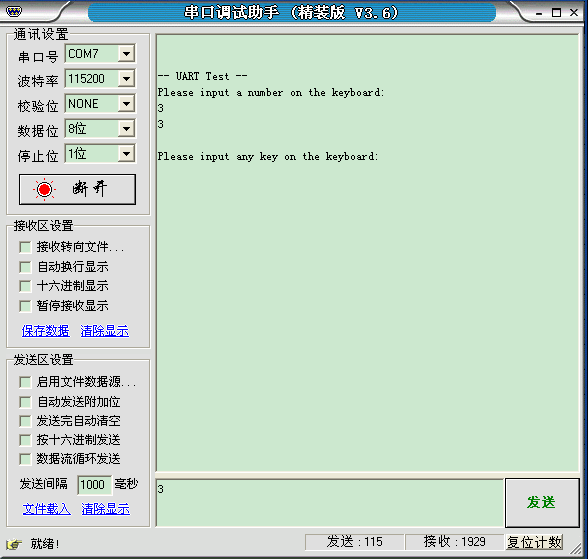 串口调试助手 (精装版 V3.6)
通讯设置
串口号 COM7
波特率 115200
校验位 NONE
数据位 8位
停止位 1位
断开
接收区设置
接收转向文件...
自动换行显示
十六进制显示
暂停接收显示
保存数据 清除显示
发送区设置
启用文件数据源...
自动发送附加位
发送完自动清空
按十六进制发送
数据流循环发送
发送间隔 1000 毫秒
文件载入 清除显示
-- UART Test --
Please input a number on the keyboard:
3
3
Please input any key on the keyboard:
3
发送
就绪!
发送:115
接收:1929
复位计数